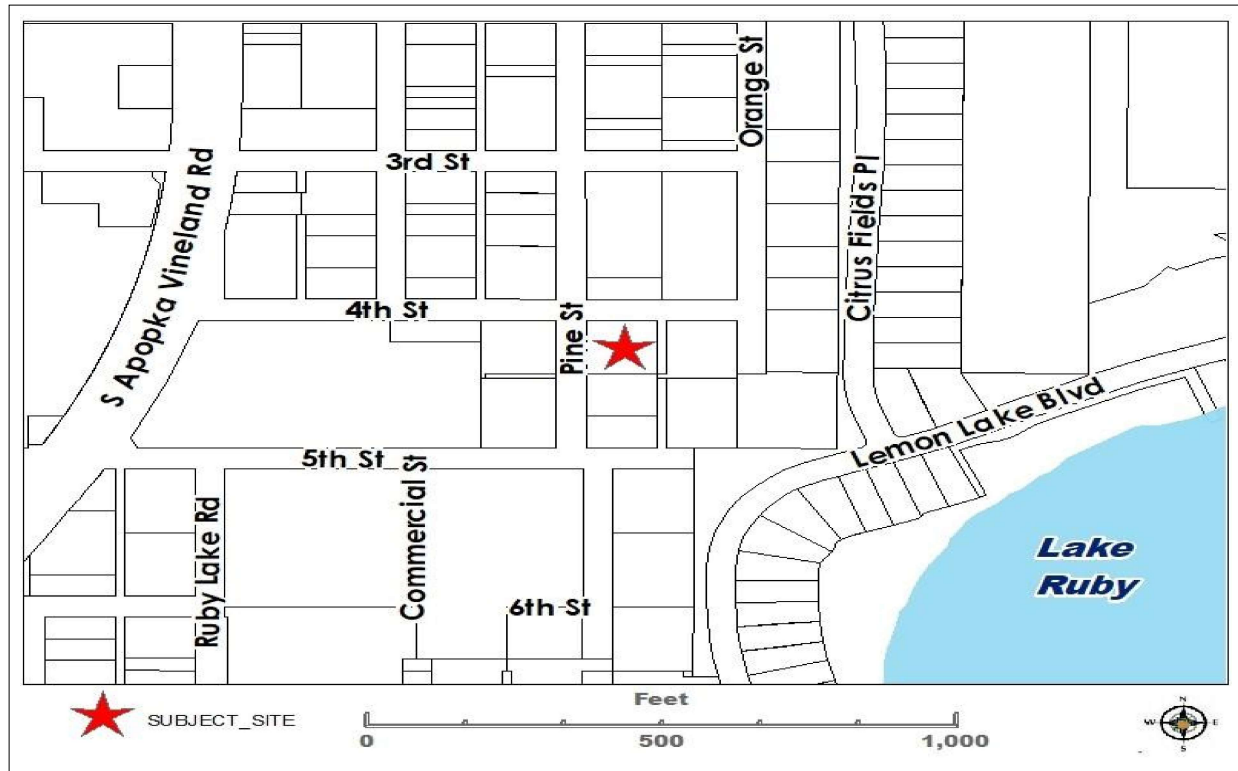 Orange St
3rd St
S Apopka Vineland Rd
Citrus Fields Pl
4th St
Pine St
Lemon Lake Blvd
5th St
Commercial St
Ruby Lake Rd
6th St
Lake
Ruby
SUBJECT_SITE
Feet
0 500 1,000
N
W E
S